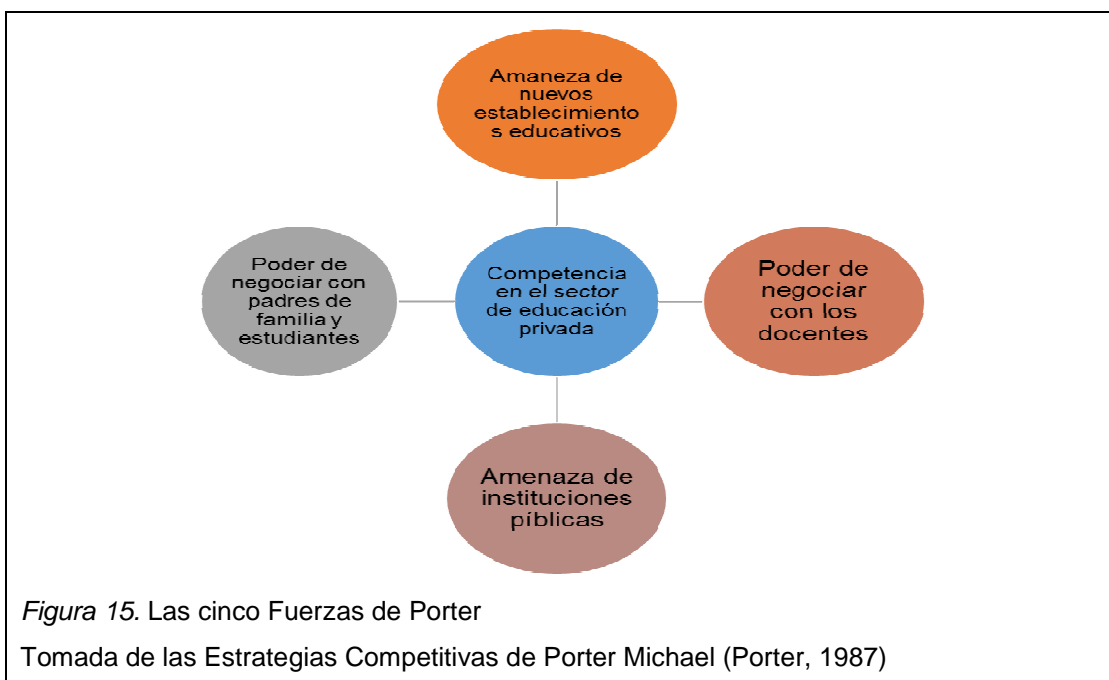 Amaneza de
nuevos
establecimiento
s educativos
Poder de
negociar con
padres de
familia y
estudiantes
Competencia
en el sector
de educación
privada
Poder de
negociar
con los
docentes
Amenaza de
instituciones
píblicas
Figura 15. Las cinco Fuerzas de Porter
Tomada de las Estrategias Competitivas de Porter Michael (Porter, 1987)